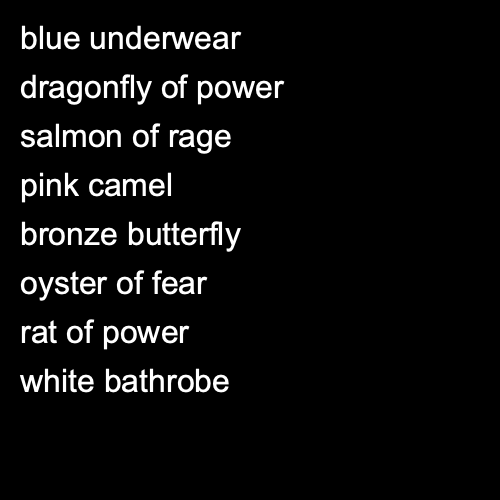 blue underwear
dragonfly of power
salmon of rage
pink camel
bronze butterfly
oyster of fear
rat of power
white bathrobe